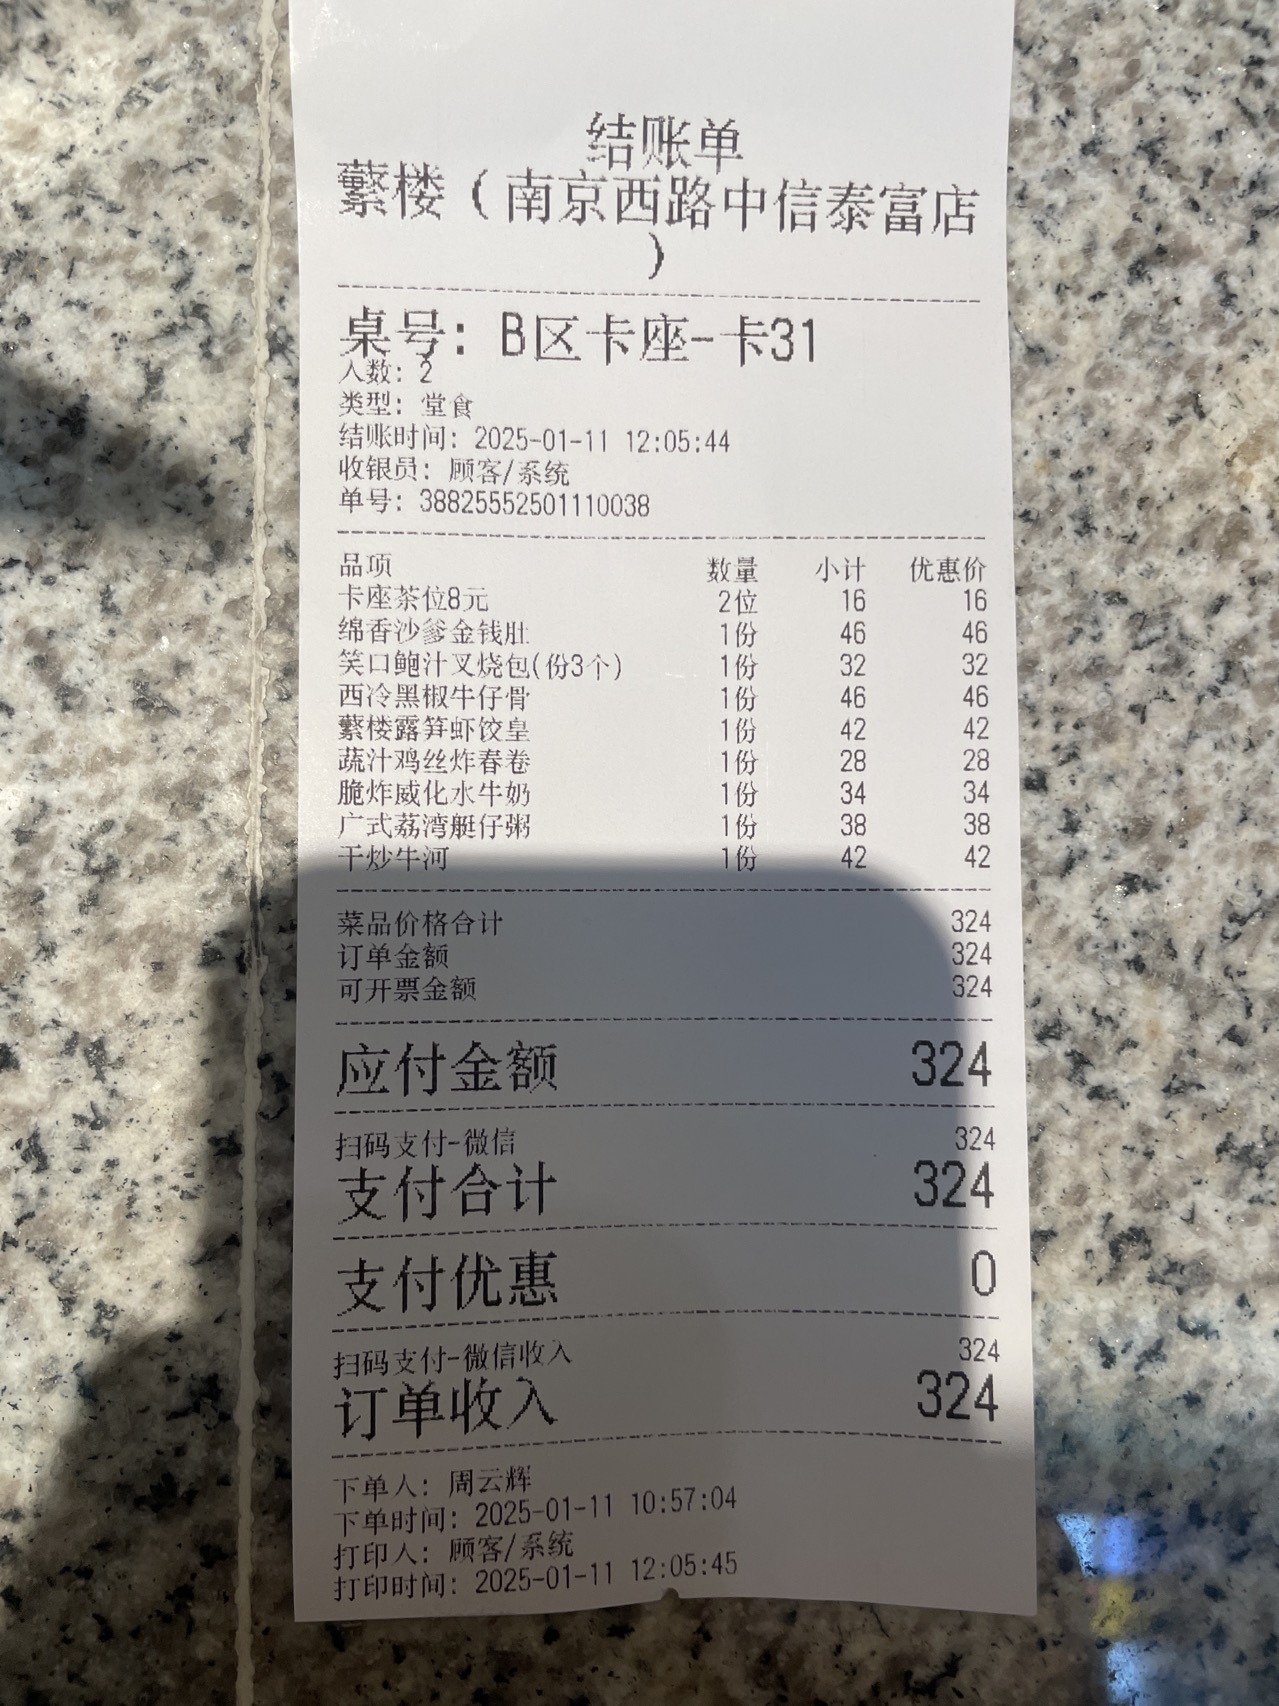 结账单
蘩楼（南京西路中信泰富店
）
桌号：B区卡座-卡31
人数：2
类型：堂食
结账时间：2025-01-11 12:05:44
收银员：顾客/系统
单号：38825552501110038
品项 数量 小计 优惠价
卡座茶位8元 2位 16 16
绵香沙爹金钱肚 1份 46 46
笑口鲍汁叉烧包(份3个) 1份 32 32
西冷黑椒牛仔骨 1份 46 46
蘩楼露笋虾饺皇 1份 42 42
蔬汁鸡丝炸春卷 1份 28 28
脆炸威化水牛奶 1份 34 34
广式荔湾艇仔粥 1份 38 38
干炒牛河 1份 42 42
菜品价格合计 324
订单金额 324
可开票金额 324
应付金额 324
扫码支付-微信 324
支付合计 324
支付优惠 0
扫码支付-微信收入 324
订单收入 324
下单人：周云辉
下单时间：2025-01-11 10:57:04
打印人：顾客/系统
打印时间：2025-01-11 12:05:45